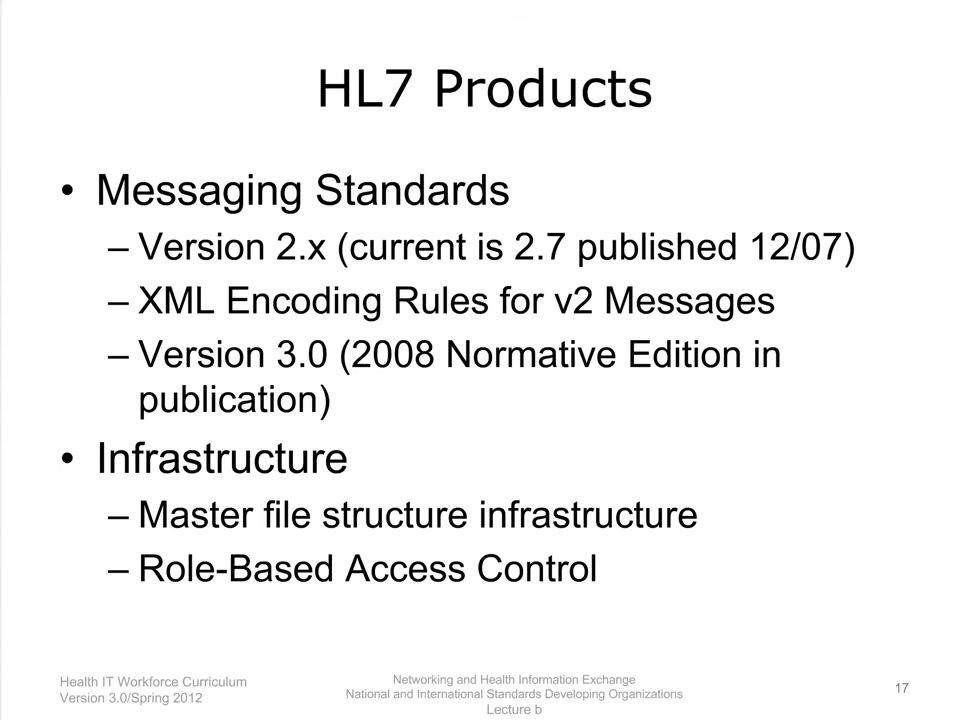 HL7 Products
• Messaging Standards
– Version 2.x (current is 2.7 published 12/07)
– XML Encoding Rules for v2 Messages
– Version 3.0 (2008 Normative Edition in
publication)
• Infrastructure
– Master file structure infrastructure
– Role-Based Access Control
Health IT Workforce Curriculum
Version 3.0/Spring 2012
Networking and Health Information Exchange
National and International Standards Developing Organizations
Lecture b
17